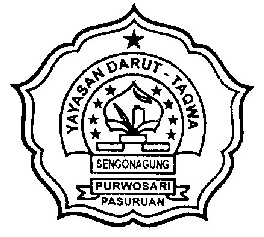 YAYASAN DARUT - TAQWA
SENGONAGUNG
PURWOSARI
PASURUAN